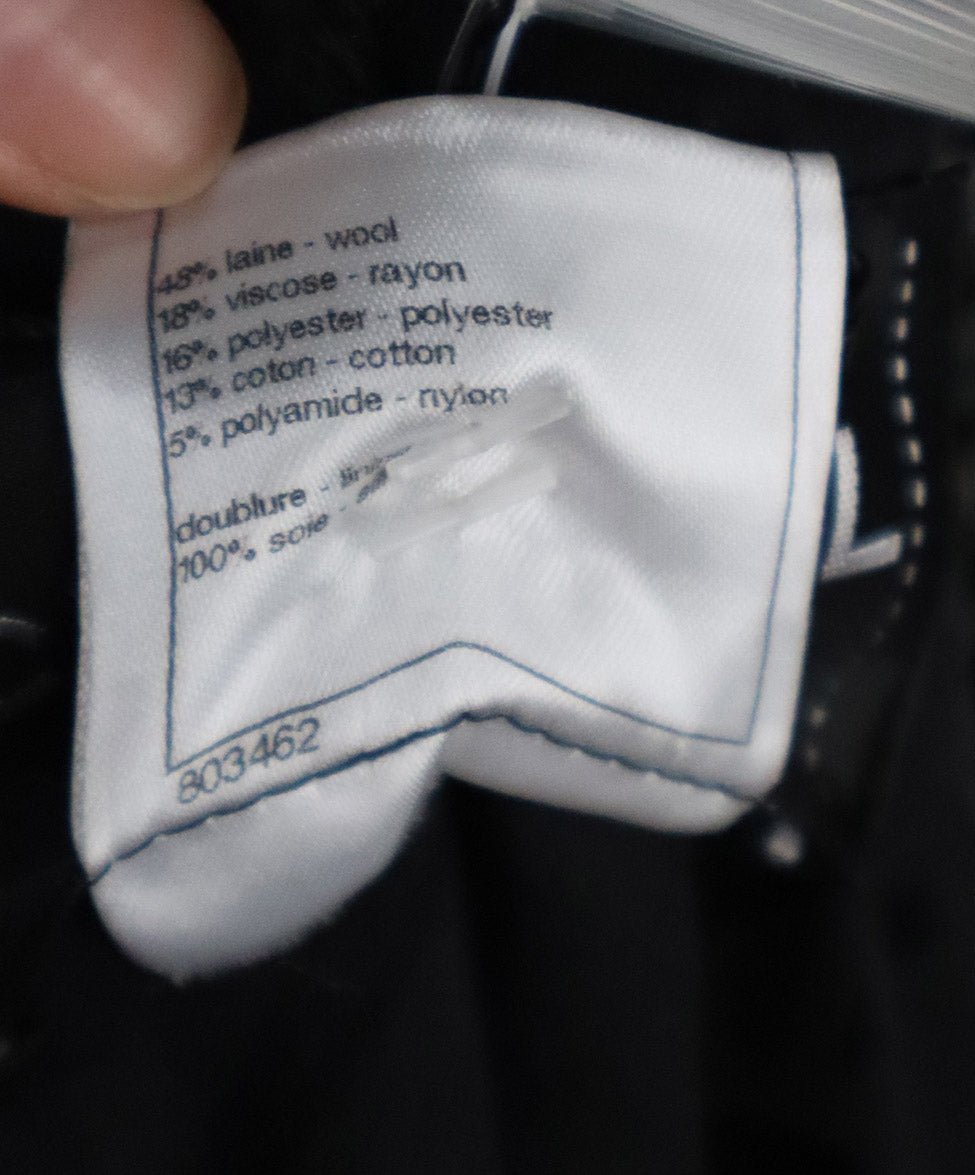 48% laine - wool
18% viscose - rayon
16% polyester - polyester
13% coton - cotton
5% polyamide - nylon
doublure -
100% soie -
803462